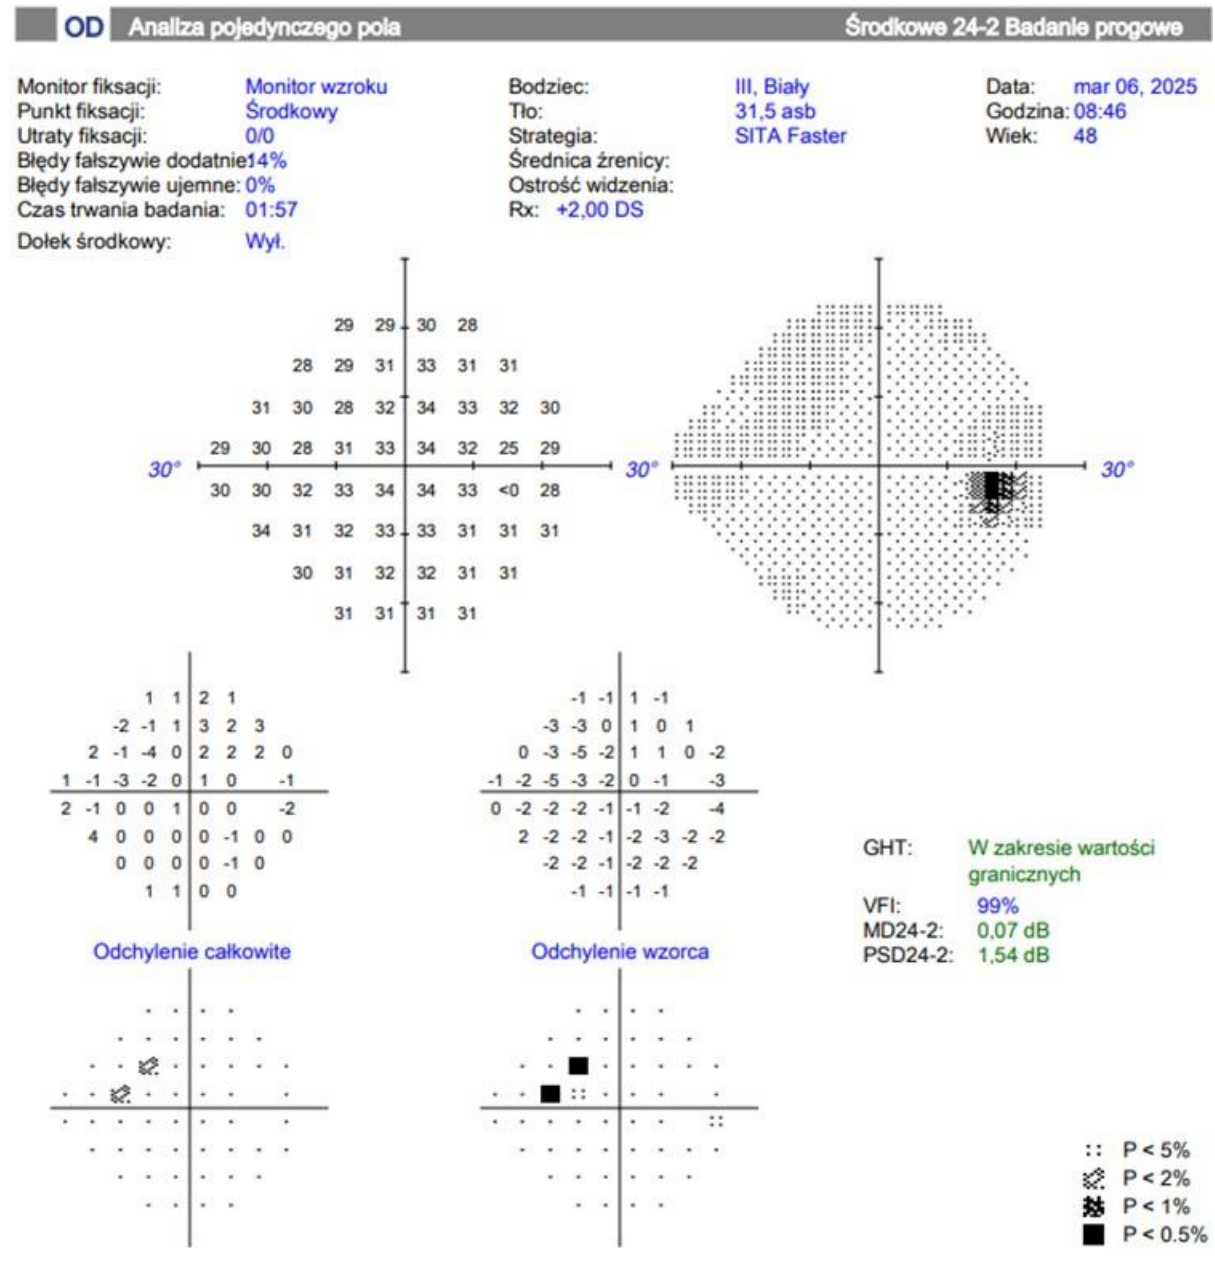 OD Analiza pojedynczego pola Środkowe 24-2 Badanie progowe
Monitor fiksacji: Monitor wzroku Bodziec: III, Biały Data: mar 06, 2025
Punkt fiksacji: Środkowy Tło: 31,5 asb Godzina: 08:46
Utraty fiksacji: 0/0 Strategia: SITA Faster Wiek: 48
Błędy fałszywie dodatnie: 14% Średnica źrenicy:
Błędy fałszywie ujemne: 0% Ostrość widzenia:
Czas trwania badania: 01:57 Rx: +2,00 DS
Dołek środkowy: Wył.
29 29 30 28
28 29 31 33 31 31
31 30 28 32 34 33 32 30
29 30 28 31 33 34 32 25 29
30° 30° 30°
30 30 32 33 34 34 33 <0 28
34 31 32 33 33 31 31 31
30 31 32 32 31 31
31 31 31 31
1 1 2 1 -1 -1 1 -1
-2 -1 1 3 2 3 -3 -3 0 1 0 1
2 -1 -4 0 2 2 2 0 0 -3 -5 -2 1 1 0 -2
1 -1 -3 -2 0 1 0 -1 -1 -2 -5 -3 -2 0 -1 -3
2 -1 0 0 1 0 0 -2 0 -2 -2 -2 -1 -1 -2 -4
4 0 0 0 0 -1 0 0 2 -2 -2 -1 -2 -3 -2 -2
0 0 0 0 -1 0 -2 -2 -1 -2 -2 -2
1 1 0 0 -1 -1 -1 -1
GHT: W zakresie wartości
granicznych
VFI: 99%
MD24-2: 0,07 dB
PSD24-2: 1,54 dB
Odchylenie całkowite Odchylenie wzorca
P < 5%
P < 2%
P < 1%
P < 0.5%